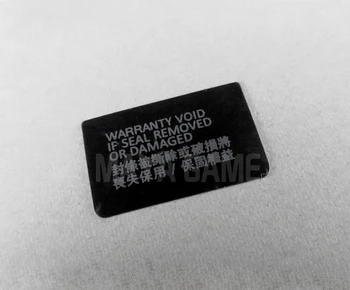 WARRANTY VOID
IF SEAL REMOVED
OR DAMAGED
封條被撕除或破損將
喪失保用 保固權益